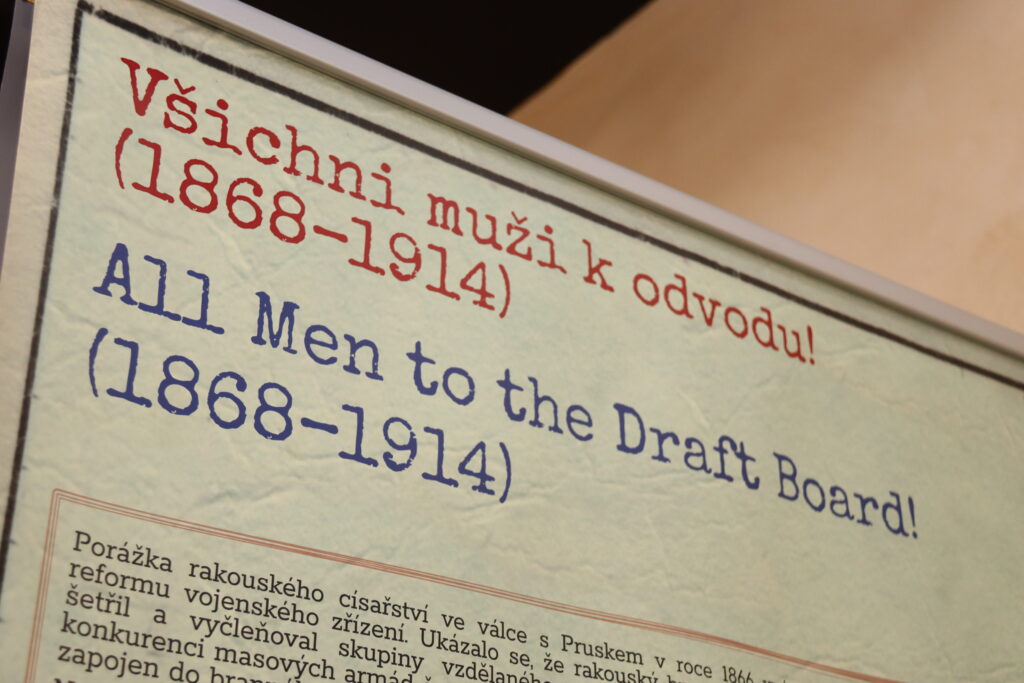 Všichni muži k odvodu!
(1868–1914)
All Men to the Draft Board!
(1868–1914)
Porážka rakouského císařství ve válce s Pruskem v roce 1866
reformu vojenského zřízení. Ukázalo se, že rakouský
šetřil a vyčleňoval skupiny vzdělaného
konkurencí masových armád
zapojen do